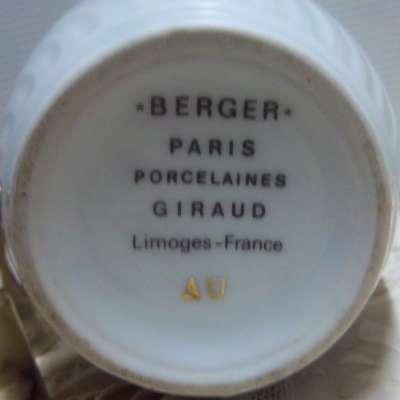 *BERGER*
PARIS
PORCELAINES
GIRAUD
Limoges-France
AU